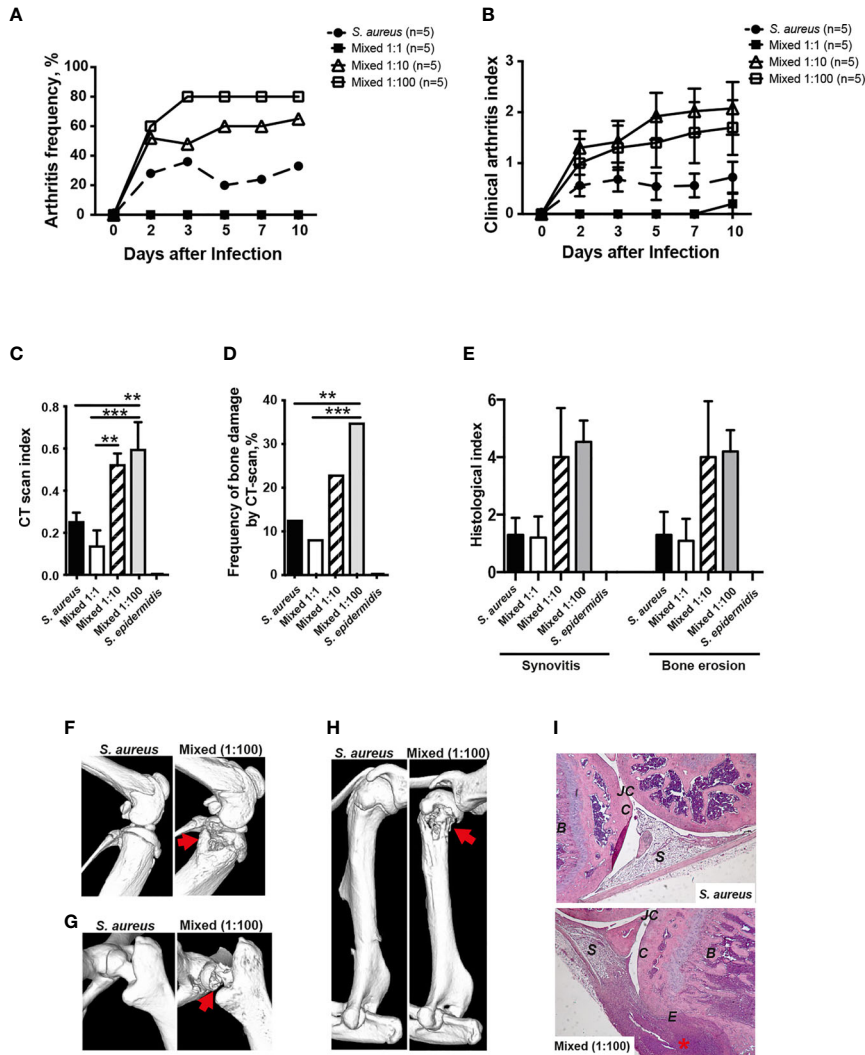 A
S. aureus (n=5)
Mixed 1:1 (n=5)
Mixed 1:10 (n=5)
Mixed 1:100 (n=5)
Arthritis frequency, %
100
80
60
40
20
0
0 2 3 5 7 10
Days after Infection
B
S. aureus (n=5)
Mixed 1:1 (n=5)
Mixed 1:10 (n=5)
Mixed 1:100 (n=5)
Clinical arthritis index
3
2
1
0
0 2 3 5 7 10
Days after Infection
C
CT scan index
0.8
0.6
0.4
0.2
0.0
**
***
**
S. aureus
Mixed 1:1
Mixed 1:10
Mixed 1:100
S. epidermidis
D
Frequency of bone damage
by CT-scan,%
40
30
20
10
0
**
***
S. aureus
Mixed 1:1
Mixed 1:10
Mixed 1:100
S. epidermidis
E
Histological index
6
4
2
0
S. aureus
Mixed 1:1
Mixed 1:10
Mixed 1:100
S. epidermidis
Synovitis
S. aureus
Mixed 1:1
Mixed 1:10
Mixed 1:100
S. epidermidis
Bone erosion
F
S. aureus Mixed (1:100)
G
S. aureus Mixed (1:100)
H
S. aureus Mixed (1:100)
I
JC
C
B
S
S. aureus
JC
S
C
B
E
*
Mixed (1:100)